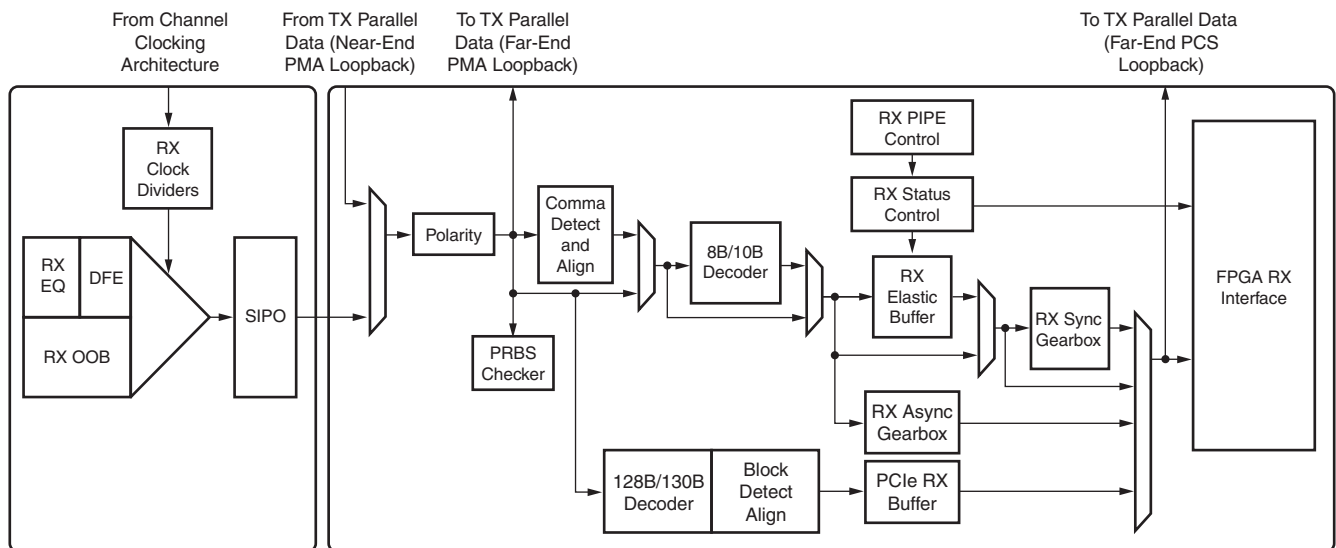 From Channel
Clocking
Architecture
From TX Parallel
Data (Near-End
PMA Loopback)
To TX Parallel
Data (Far-End
PMA Loopback)
To TX Parallel Data
(Far-End PCS
Loopback)
RX
Clock
Dividers
RX
EQ
DFE
RX OOB
SIPO
Polarity
PRBS
Checker
Comma
Detect
and
Align
8B/10B
Decoder
RX PIPE
Control
RX Status
Control
RX
Elastic
Buffer
RX Sync
Gearbox
RX Async
Gearbox
128B/130B
Decoder
Block
Detect
Align
PCIe RX
Buffer
FPGA RX
Interface